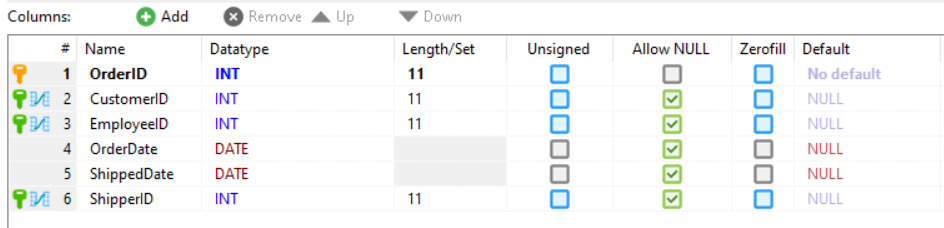 Columns: Add Remove Up Down
# Name Datatype Length/Set Unsigned Allow NULL Zerofill Default
1 OrderID INT 11 No default
2 CustomerID INT 11 NULL
3 EmployeeID INT 11 NULL
4 OrderDate DATE NULL
5 ShippedDate DATE NULL
6 ShipperID INT 11 NULL